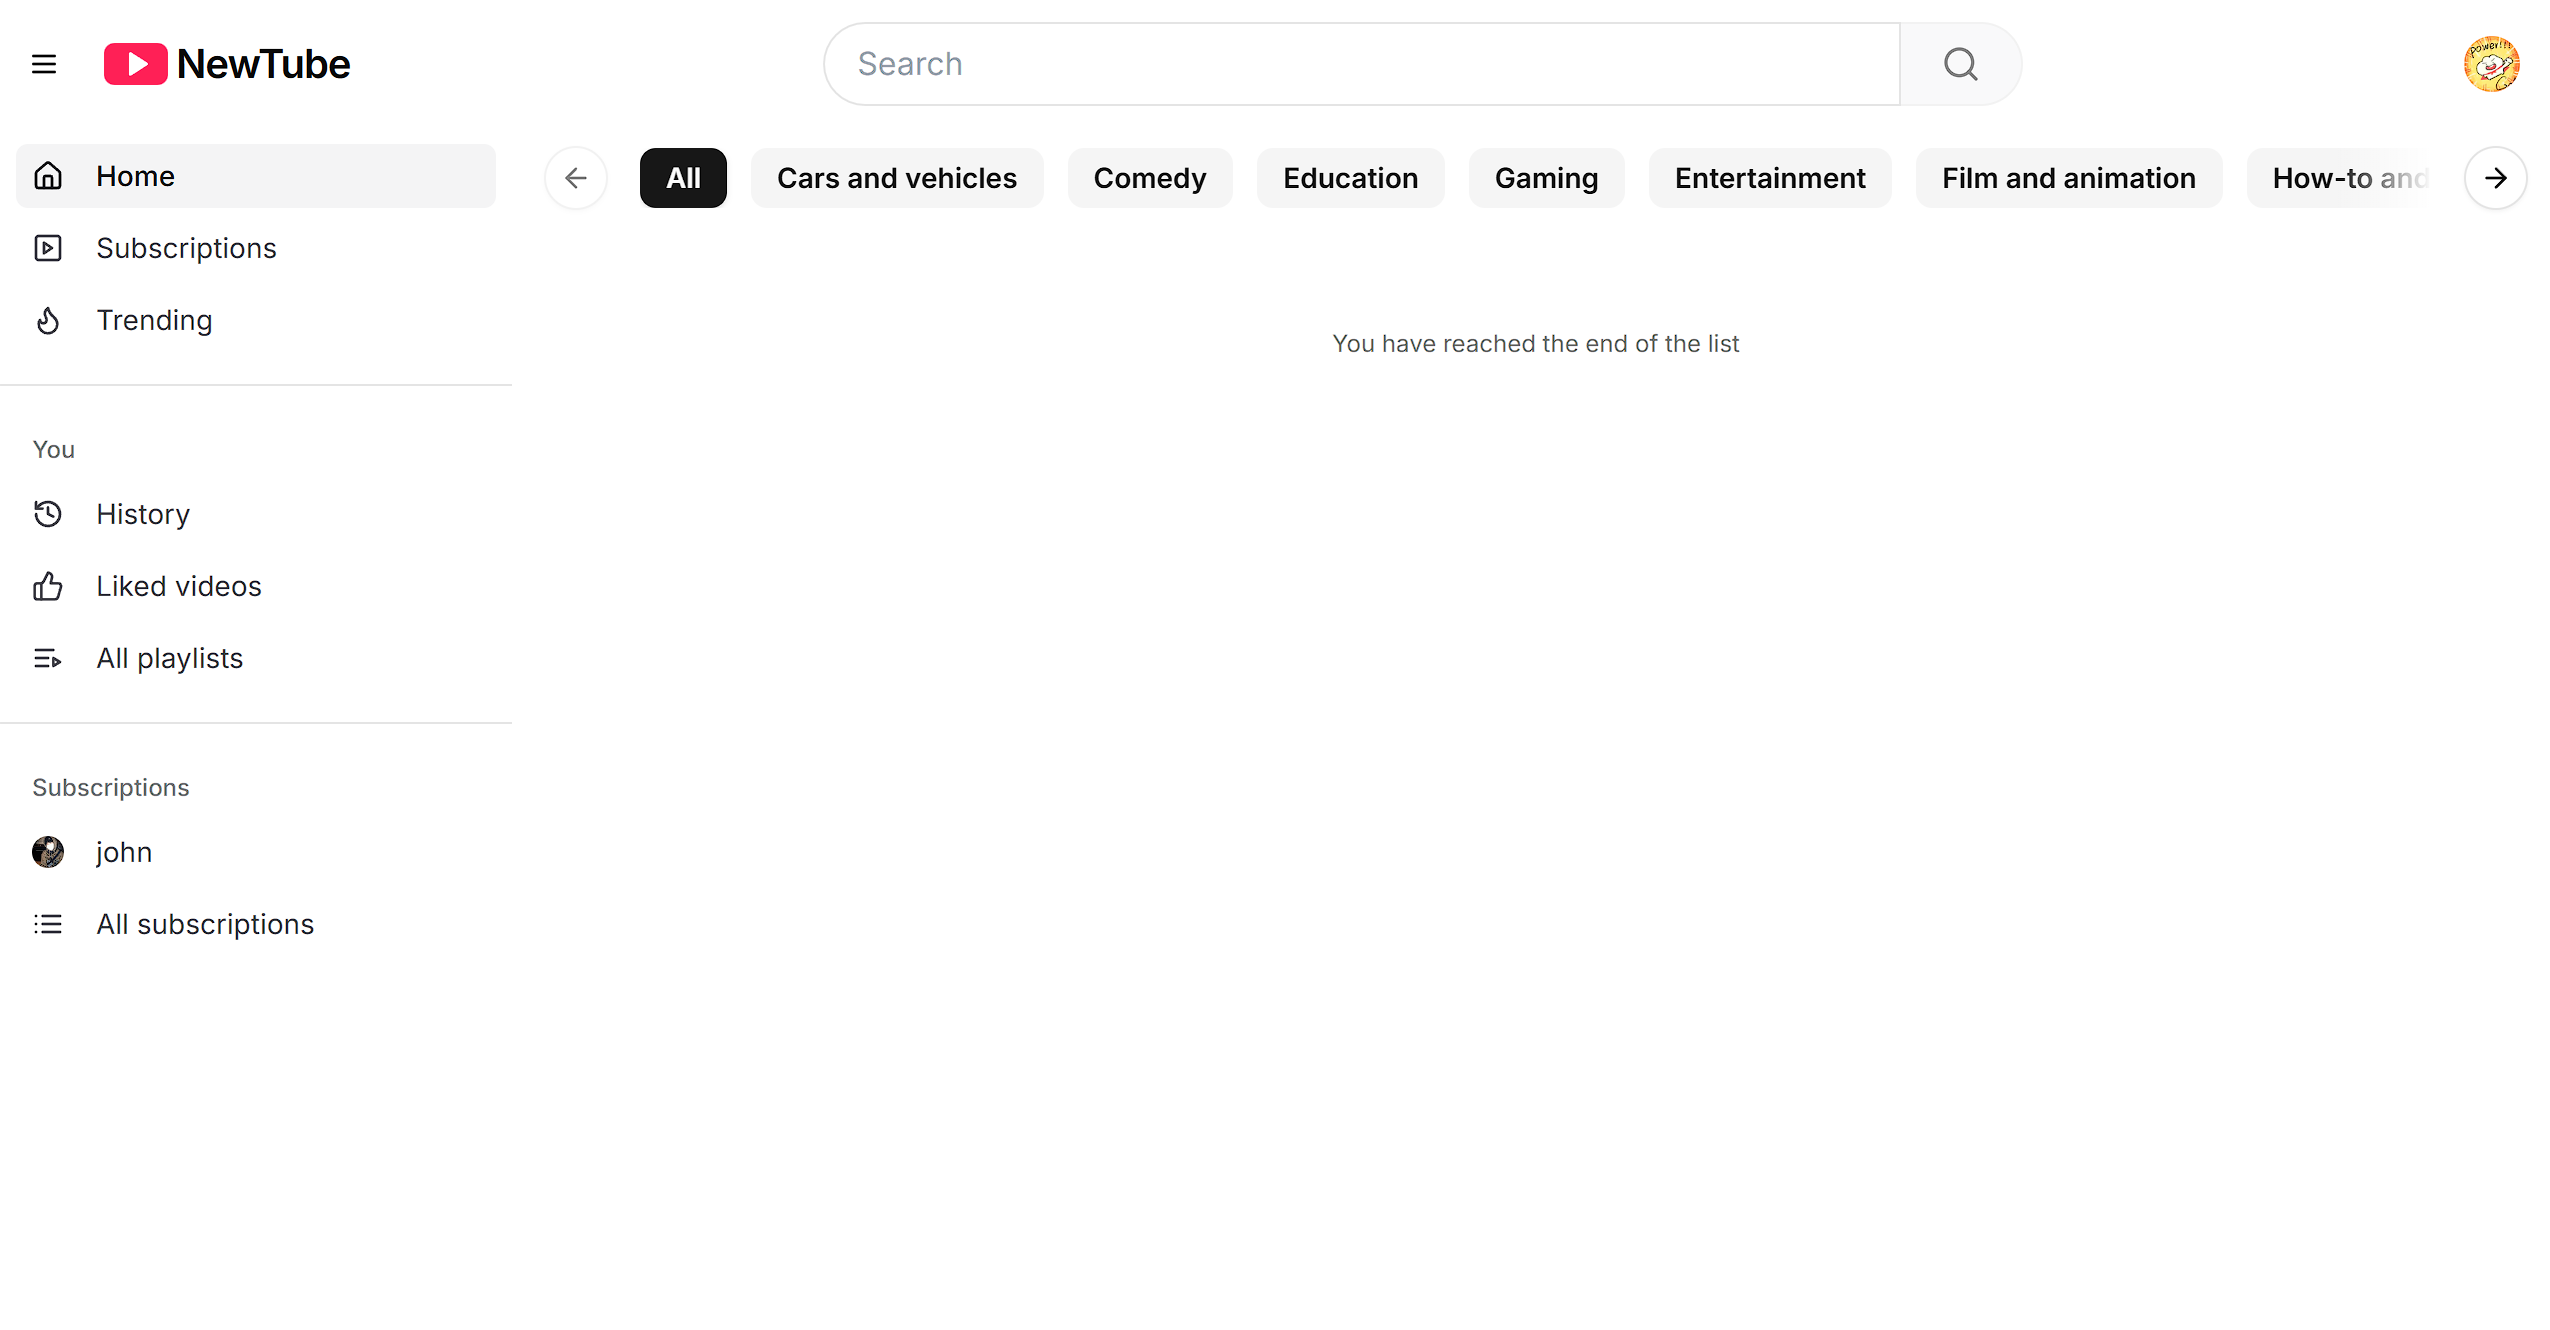 NewTube
Search
Power!!!
Home
Subscriptions
Trending
All
Cars and vehicles
Comedy
Education
Gaming
Entertainment
Film and animation
How-to and
You have reached the end of the list
You
History
Liked videos
All playlists
Subscriptions
john
All subscriptions